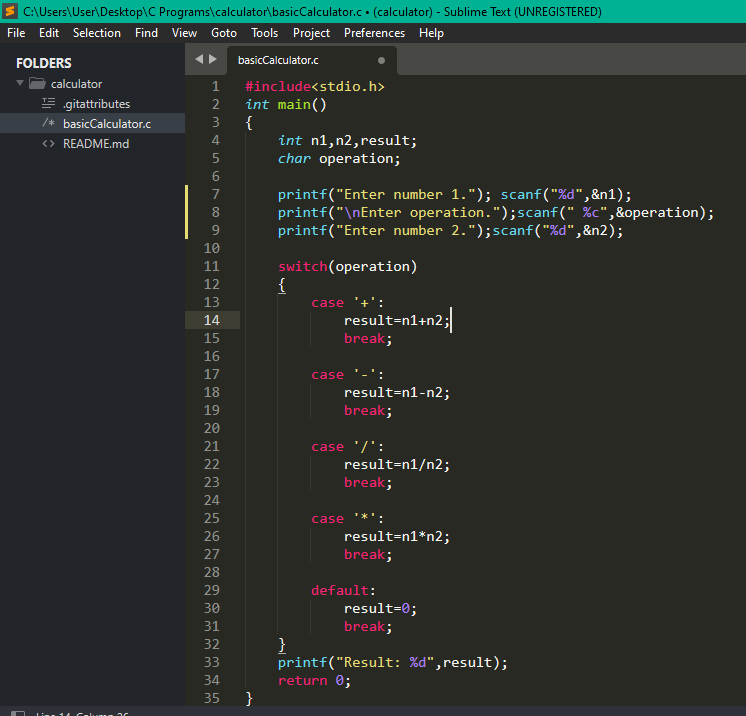 C:\Users\User\Desktop\C Programs\calculator\basicCalculator.c • (calculator) - Sublime Text (UNREGISTERED)
File Edit Selection Find View Goto Tools Project Preferences Help
FOLDERS
calculator
.gitattributes
/* basicCalculator.c
<> README.md
basicCalculator.c
1 #include<stdio.h>
2 int main()
3 {
4     int n1,n2,result;
5     char operation;
6
7     printf("Enter number 1."); scanf("%d",&n1);
8     printf("\nEnter operation.");scanf(" %c",&operation);
9     printf("Enter number 2.");scanf("%d",&n2);
10
11     switch(operation)
12     {
13         case '+':
14             result=n1+n2;
15             break;
16
17         case '-':
18             result=n1-n2;
19             break;
20
21         case '/':
22             result=n1/n2;
23             break;
24
25         case '*':
26             result=n1*n2;
27             break;
28
29         default:
30             result=0;
31             break;
32     }
33     printf("Result: %d",result);
34     return 0;
35 }
Line 14, Column 26